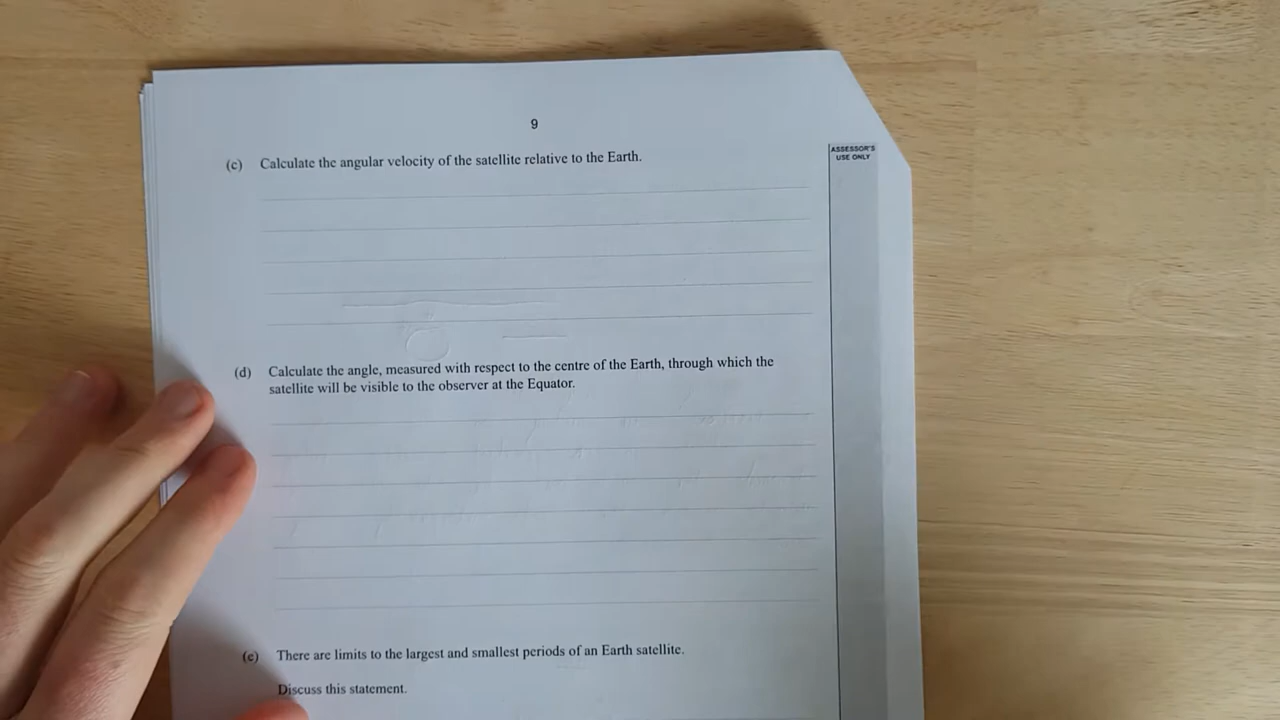 9
ASSESSOR'S
USE ONLY
(c) Calculate the angular velocity of the satellite relative to the Earth.
(d) Calculate the angle, measured with respect to the centre of the Earth, through which the
satellite will be visible to the observer at the Equator.
(e) There are limits to the largest and smallest periods of an Earth satellite.
Discuss this statement.